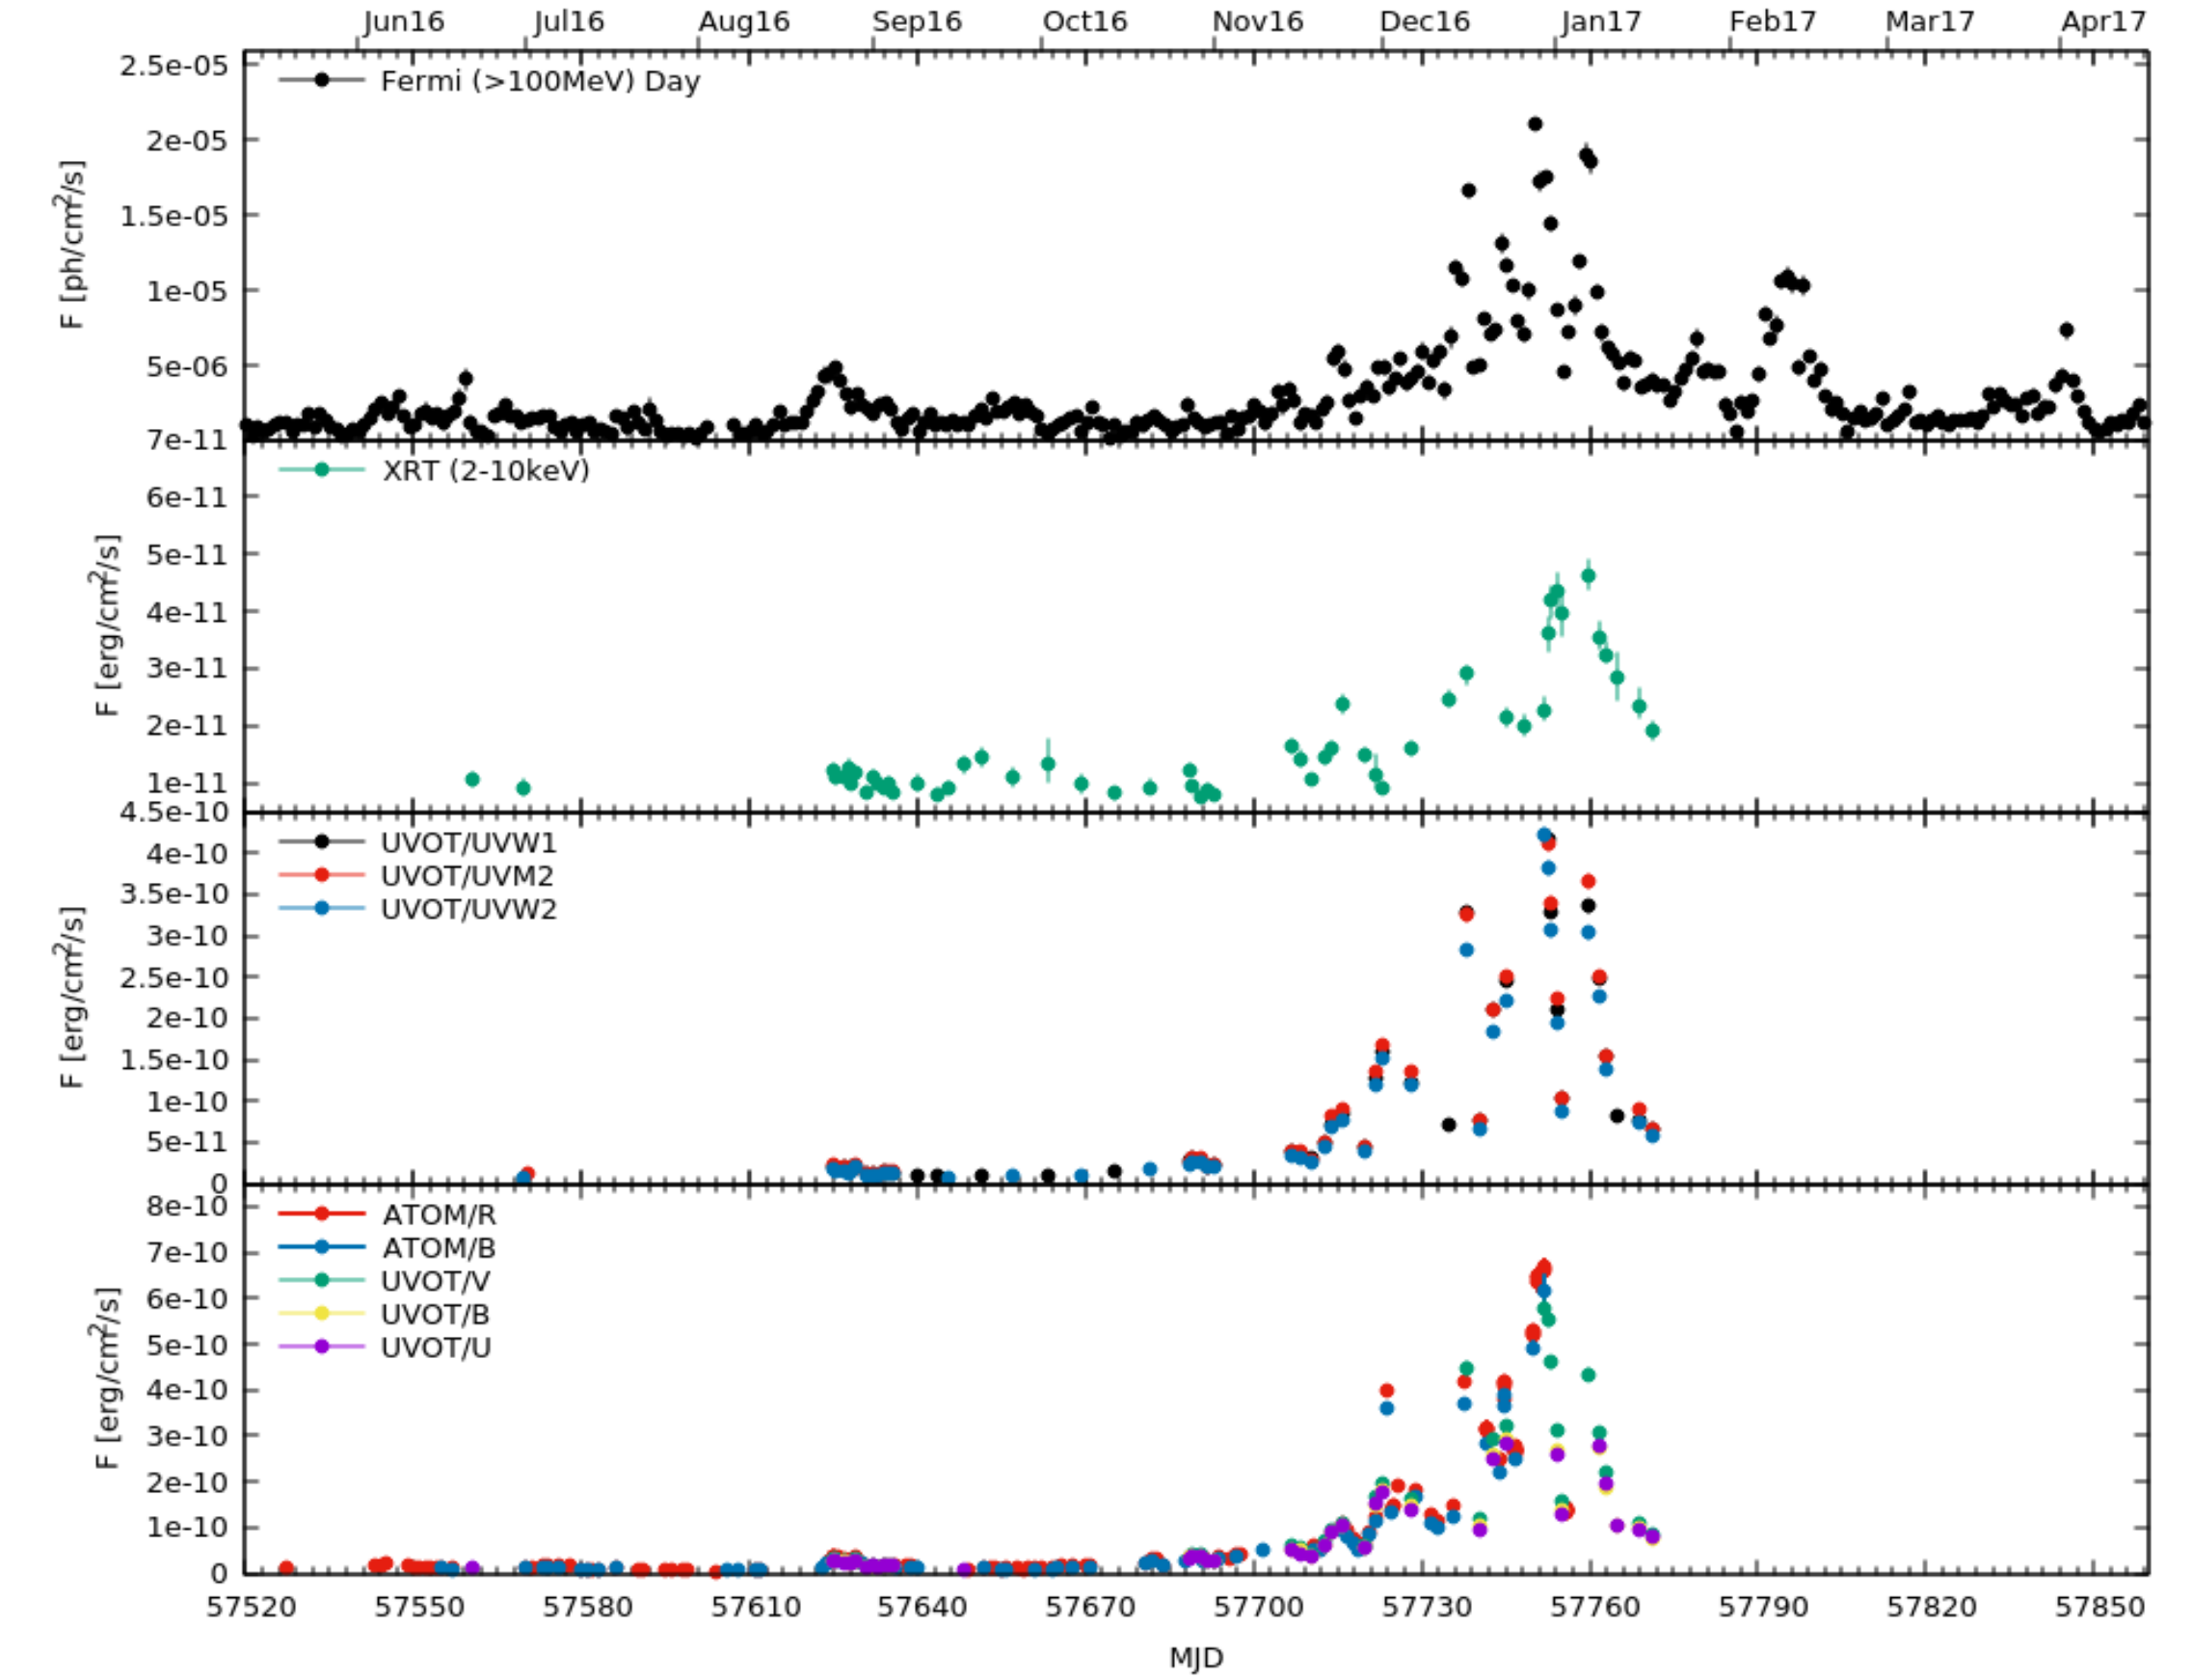 Jun16 Jul16 Aug16 Sep16 Oct16 Nov16 Dec16 Jan17 Feb17 Mar17 Apr17
2.5e-05
Fermi (>100MeV) Day
2e-05
1.5e-05
1e-05
5e-06
F [ph/cm²/s]
7e-11
XRT (2-10keV)
6e-11
5e-11
4e-11
3e-11
2e-11
1e-11
F [erg/cm²/s]
4.5e-10
UVOT/UVW1
4e-10
UVOT/UVM2
3.5e-10
UVOT/UVW2
3e-10
2.5e-10
2e-10
1.5e-10
1e-10
5e-11
0
F [erg/cm²/s]
8e-10
ATOM/R
ATOM/B
7e-10
UVOT/V
6e-10
UVOT/B
UVOT/U
5e-10
4e-10
3e-10
2e-10
1e-10
0
F [erg/cm²/s]
57520 57550 57580 57610 57640 57670 57700 57730 57760 57790 57820 57850
MJD